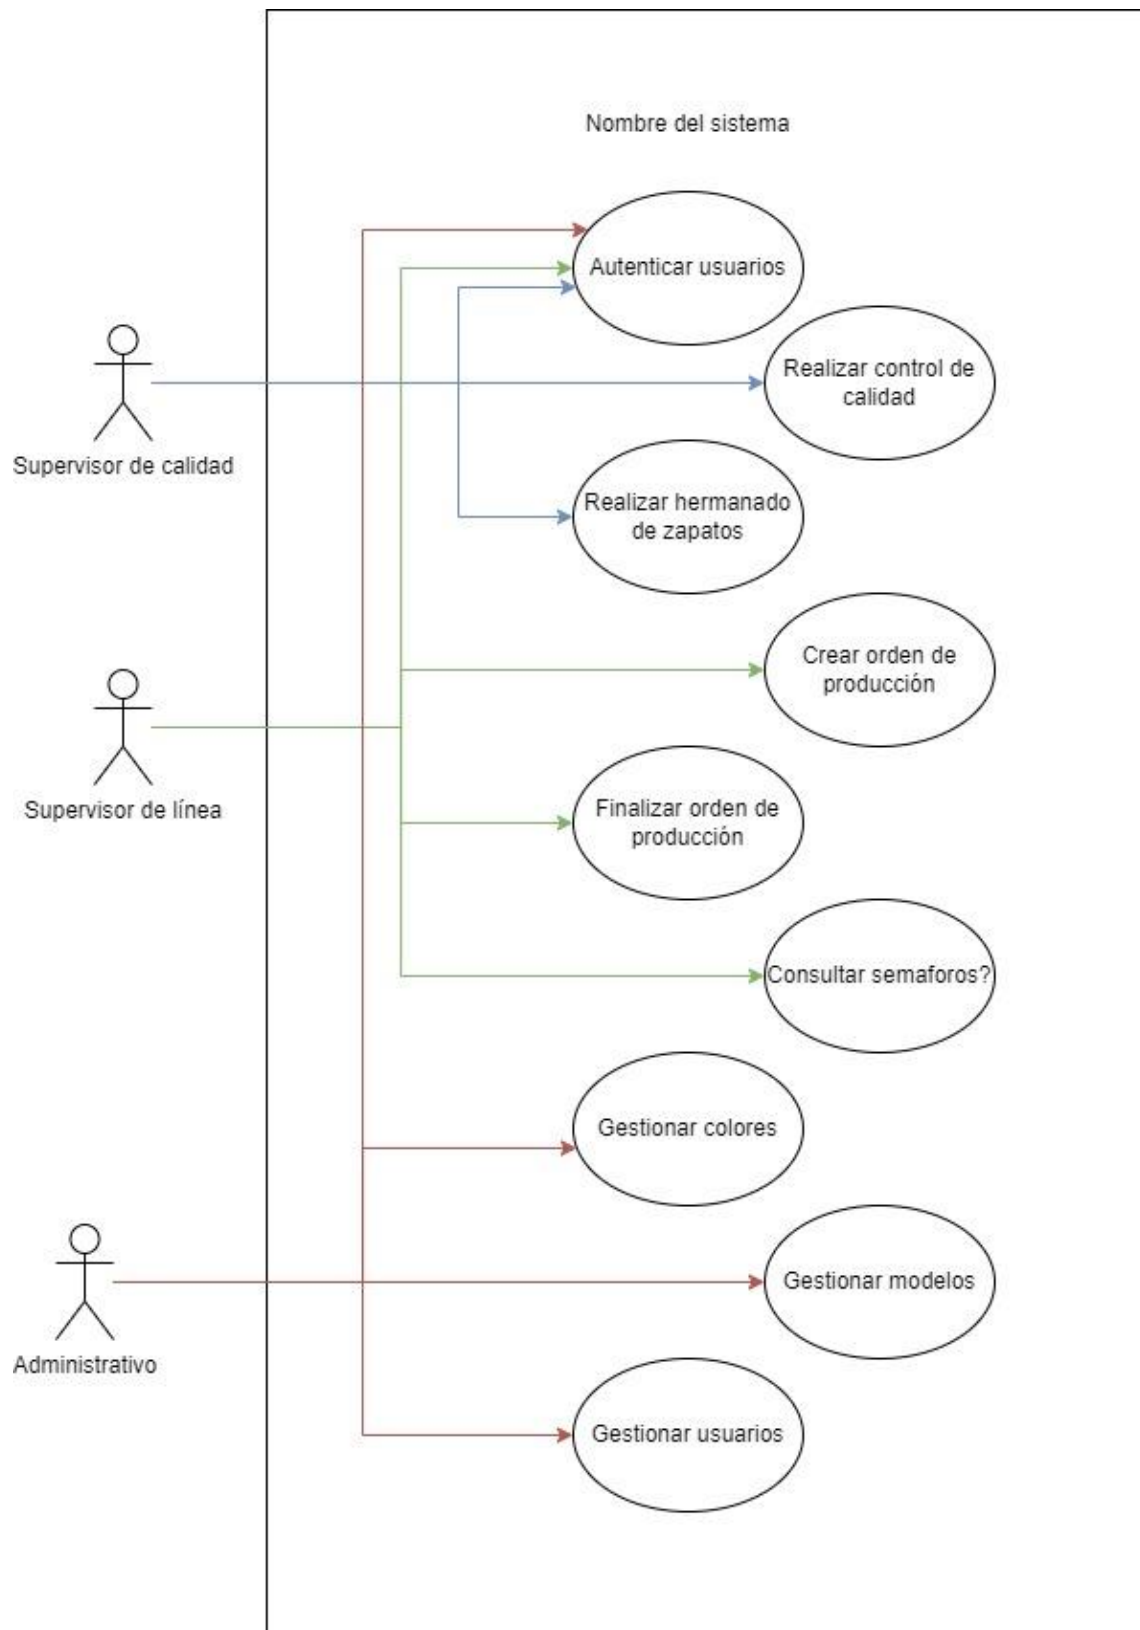 Nombre del sistema
Autenticar usuarios
Realizar control de
calidad
Supervisor de calidad
Realizar hermanado
de zapatos
Crear orden de
producción
Supervisor de línea
Finalizar orden de
producción
Consultar semaforos?
Gestionar colores
Gestionar modelos
Administrativo
Gestionar usuarios